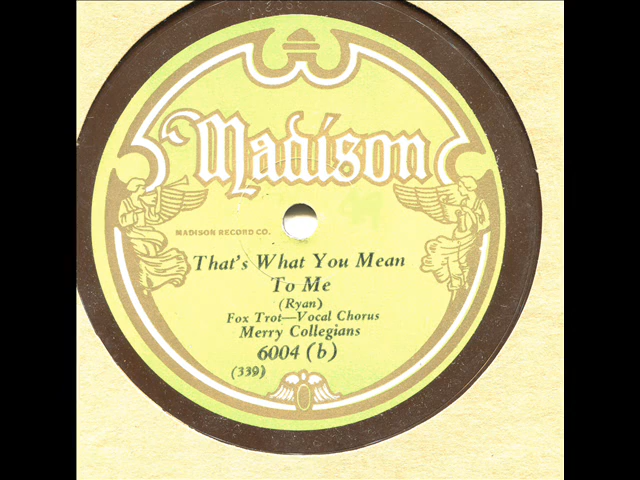 Madison
MADISON RECORD CO.
That's What You Mean
To Me
(Ryan)
Fox Trot—Vocal Chorus
Merry Collegians
6004 (b)
(339)